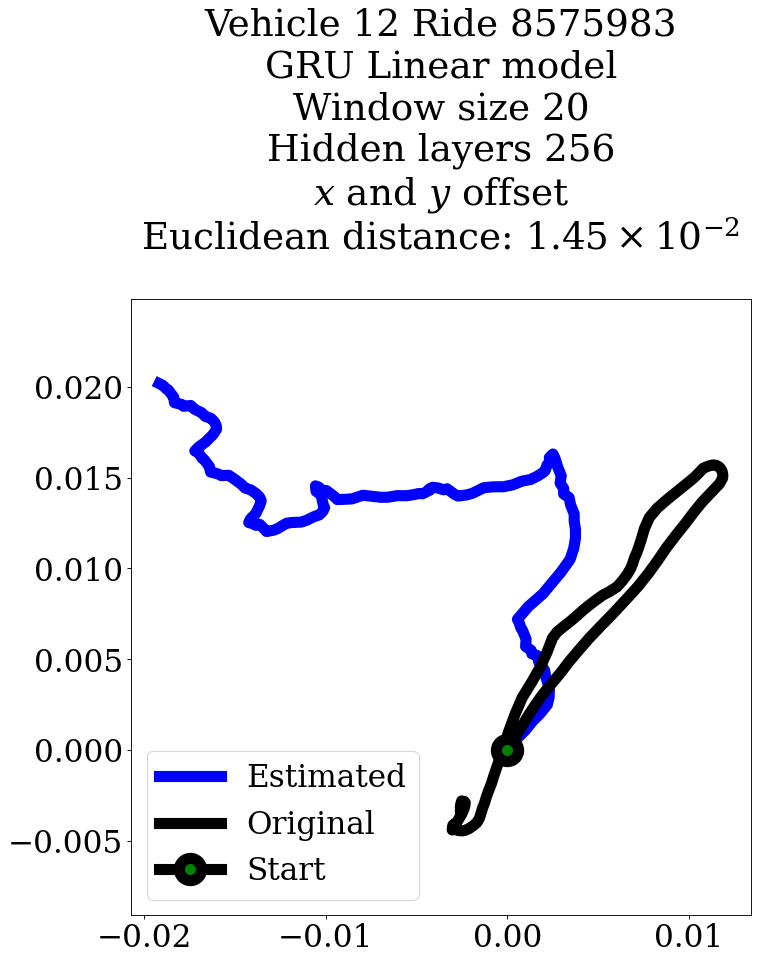 Vehicle 12 Ride 8575983
GRU Linear model
Window size 20
Hidden layers 256
x and y offset
Euclidean distance: 1.45 × 10⁻²
0.020
0.015
0.010
0.005
0.000
−0.005
Estimated
Original
Start
−0.02 −0.01 0.00 0.01